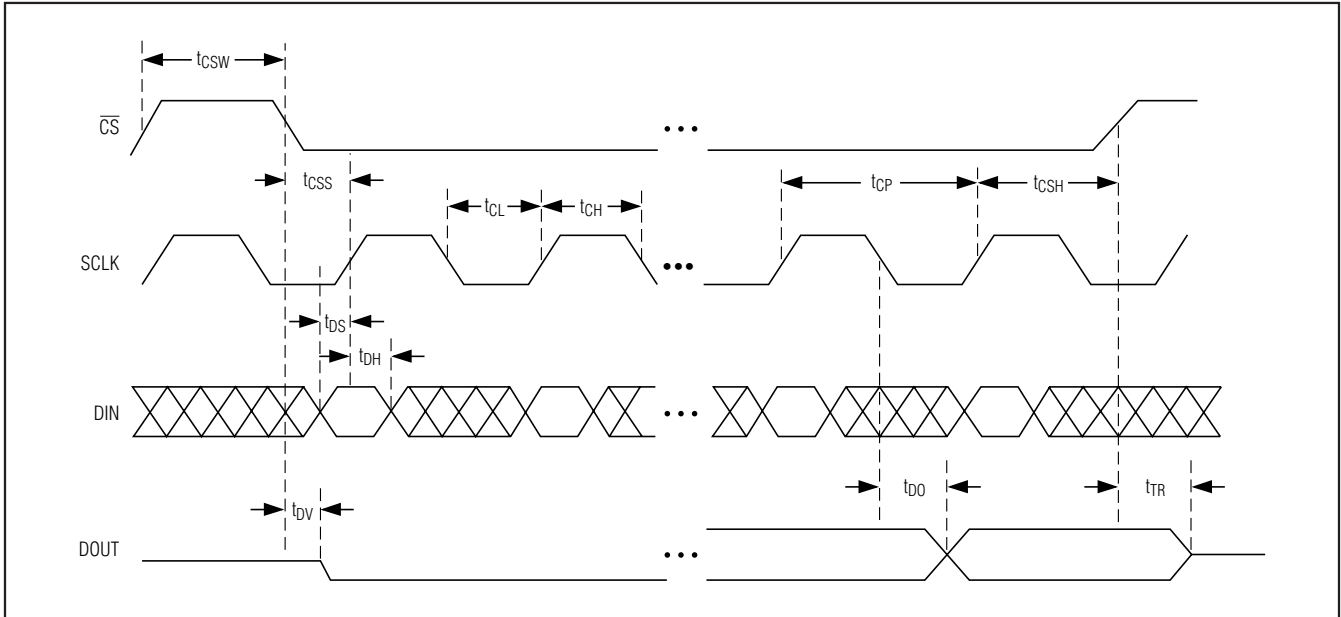 tCSW
CS
tCSS
tCL
tCH
tCP
tCSH
SCLK
tDS
tDH
DIN
tDV
tDO
tTR
DOUT